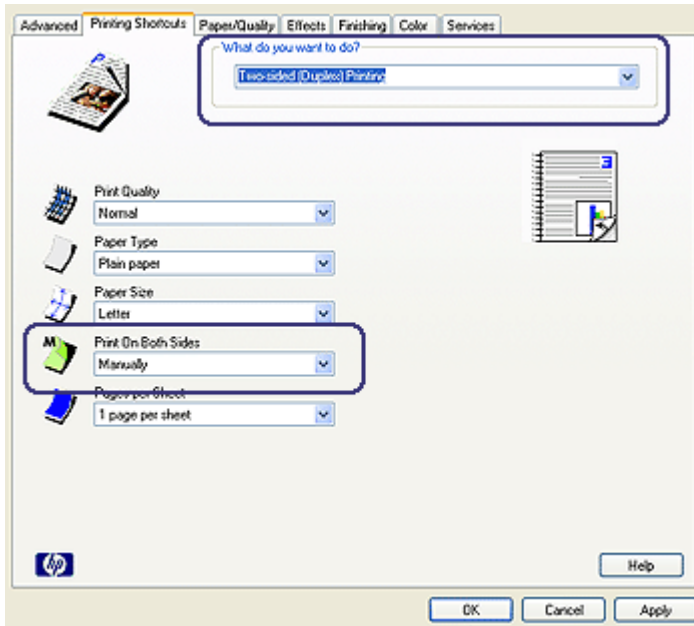 Advanced Printing Shortcuts Paper/Quality Effects Finishing Color Services
What do you want to do?
Two-sided (Duplex) Printing
3
Print Quality
Normal
Paper Type
Plain paper
Paper Size
Letter
M
Print On Both Sides
Manually
Pages per Sheet
1 page per sheet
hp
Help
OK Cancel Apply